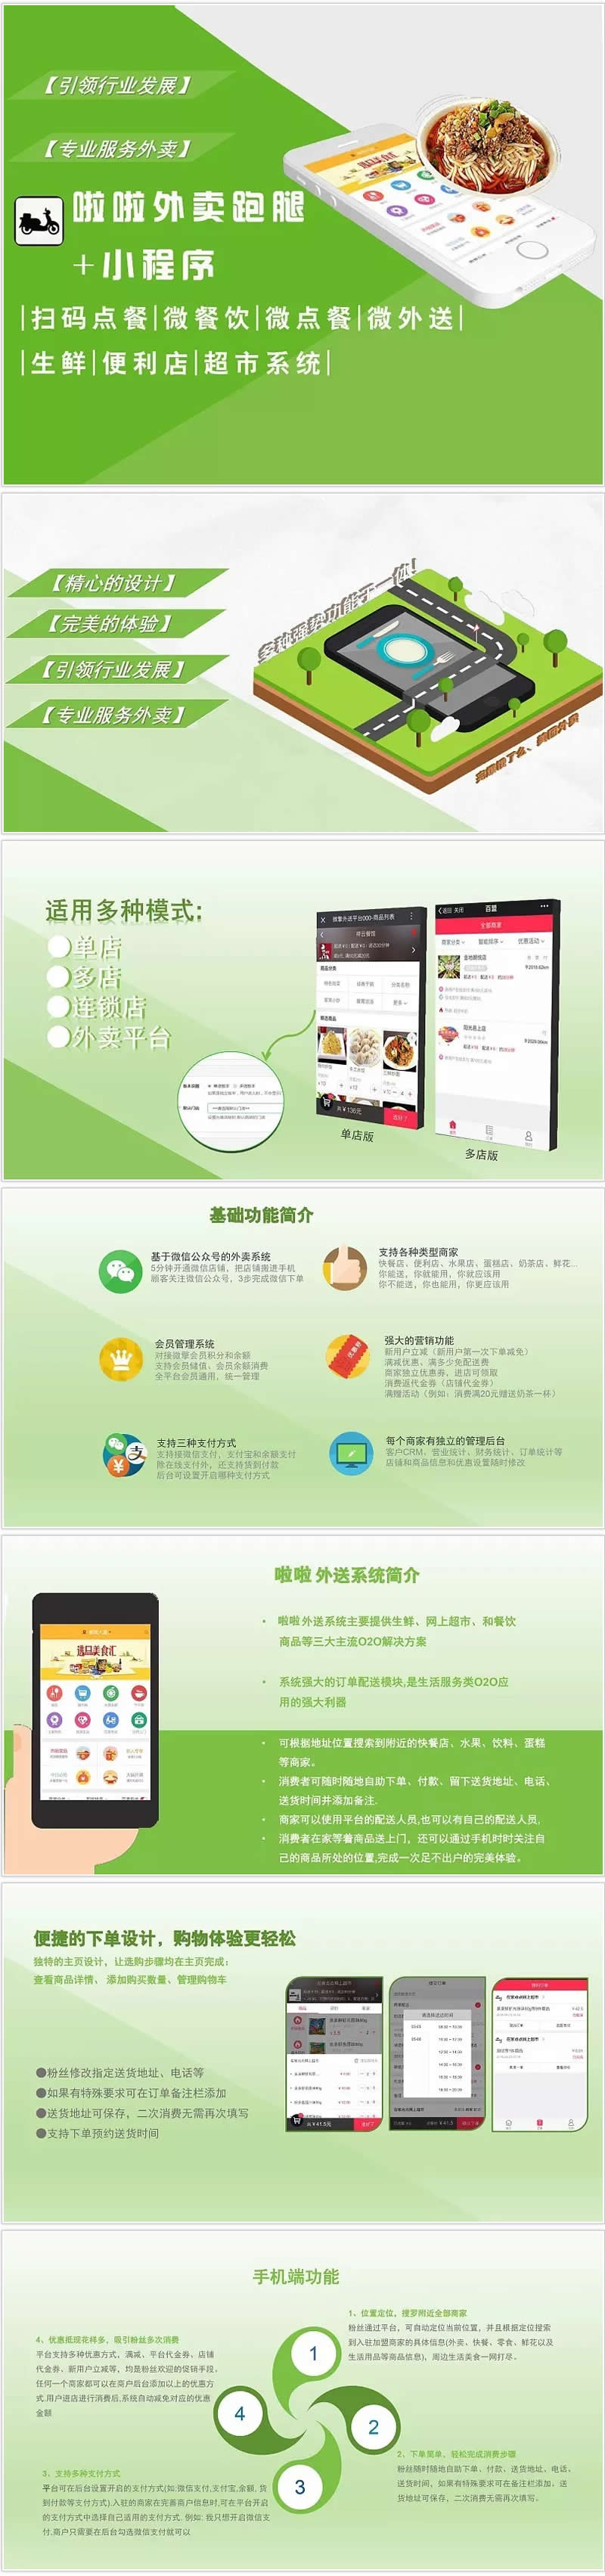 【引领行业发展】
【专业服务外卖】
啦啦外卖跑腿
+小程序
|扫码点餐|微餐饮|微点餐|微外送|
|生鲜|便利店|超市系统|
【精心的设计】
【完美的体验】
【引领行业发展】
【专业服务外卖】
适用多种模式:
单店
多店
连锁店
外卖平台
微擎外送平台000-商品列表
返回 关闭 百盟
全部商家
商家分类
智能排序
优惠活动
商品分类
更多
共￥136元
单店版
多店版
基础功能简介
基于微信公众号的外卖系统
5分钟开通微信店铺，把店铺搬进手机
顾客关注微信公众号，3步完成微信下单
支持各种类型商家
快餐店、便利店、水果店、蛋糕店、奶茶店、鲜花...
你能送，你就能用，你就应该用
你不能送，你也能用，你更应该用
会员管理系统
对接微擎会员积分和余额
支持会员储值、会员余额消费
全平台会员通用，统一管理
强大的营销功能
新用户立减（新用户第一次下单减免）
满减优惠、满多少免配送费
商家独立优惠券，进店可领取
消费返代金券（店铺代金券）
满赠活动（例如：消费满20元赠送奶茶一杯）
支持三种支付方式
支持接微信支付，支付宝和余额支付
除在线支付外，还支持货到付款
后台可设置开启哪种支付方式
每个商家有独立的管理后台
客户CRM、营业统计、财务统计、订单统计等
店铺和商品信息和优惠设置随时修改
啦啦 外送系统简介
• 啦啦 外送系统主要提供生鲜、网上超市、和餐饮
商品等三大主流O2O解决方案
• 系统强大的订单配送模块,是生活服务类O2O应
用的强大利器
• 可根据地址位置搜索到附近的快餐店、水果、饮料、蛋糕
等商家。
• 消费者可随时随地自助下单、付款、留下送货地址、电话、
送货时间并添加备注.
• 商家可以使用平台的配送人员,也可以有自己的配送人员,
• 消费者在家等着商品送上门，还可以通过手机时时关注自
己的商品所处的位置,完成一次足不出户的完美体验。
便捷的下单设计，购物体验更轻松
独特的主页设计，让选购步骤均在主页完成：
查看商品详情、 添加购买数量、管理购物车
●粉丝修改指定送货地址、电话等
●如果有特殊要求可在订单备注栏添加
●送货地址可保存，二次消费无需再次填写
●支持下单预约送货时间
手机端功能
1、位置定位，搜罗附近全部商家
粉丝通过平台，可自动定位当前位置，并且根据定位搜索
到入驻加盟商家的具体信息(外卖、快餐、零食、鲜花以及
生活用品等商品信息)，周边生活美食一网打尽。
4、优惠抵现花样多，吸引粉丝多次消费
平台支持多种优惠方式，满减、平台代金券、店铺
代金券、新用户立减等，均是粉丝欢迎的促销手段。
任何一个商家都可以在商户后台添加以上的优惠方
式.用户进店进行消费后,系统自动减免对应的优惠
金额
1
2
3
4
2、下单简单、轻松完成消费步骤
粉丝随时随地自助下单、付款、送货地址、电话、
送货时间，如果有特殊要求可在备注栏添加、送
货地址可保存，二次消费无需再次填写。
3、支持多种支付方式
平台可在后台设置开启的支付方式(如:微信支付,支付宝,余额, 货
到付款等支付方式).入驻的商家在完善商户信息时,可在平台开启
的支付方式中选择自己适用的支付方式. 例如: 我只想开启微信支
付,商户只需要在后台勾选微信支付就可以